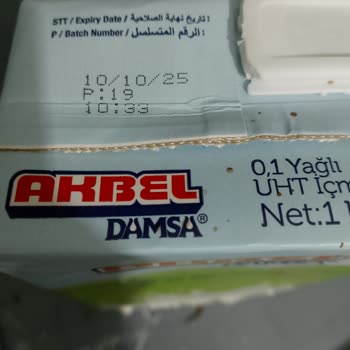 STT / Expiry Date / تاريخ نهاية الصلاحية :
P / Batch Number / الرقم المتسلسل :
10/10/25
P:19
10:33
AKBEL
DAMSA®
0,1 Yağlı
UHT İçm
Net:1